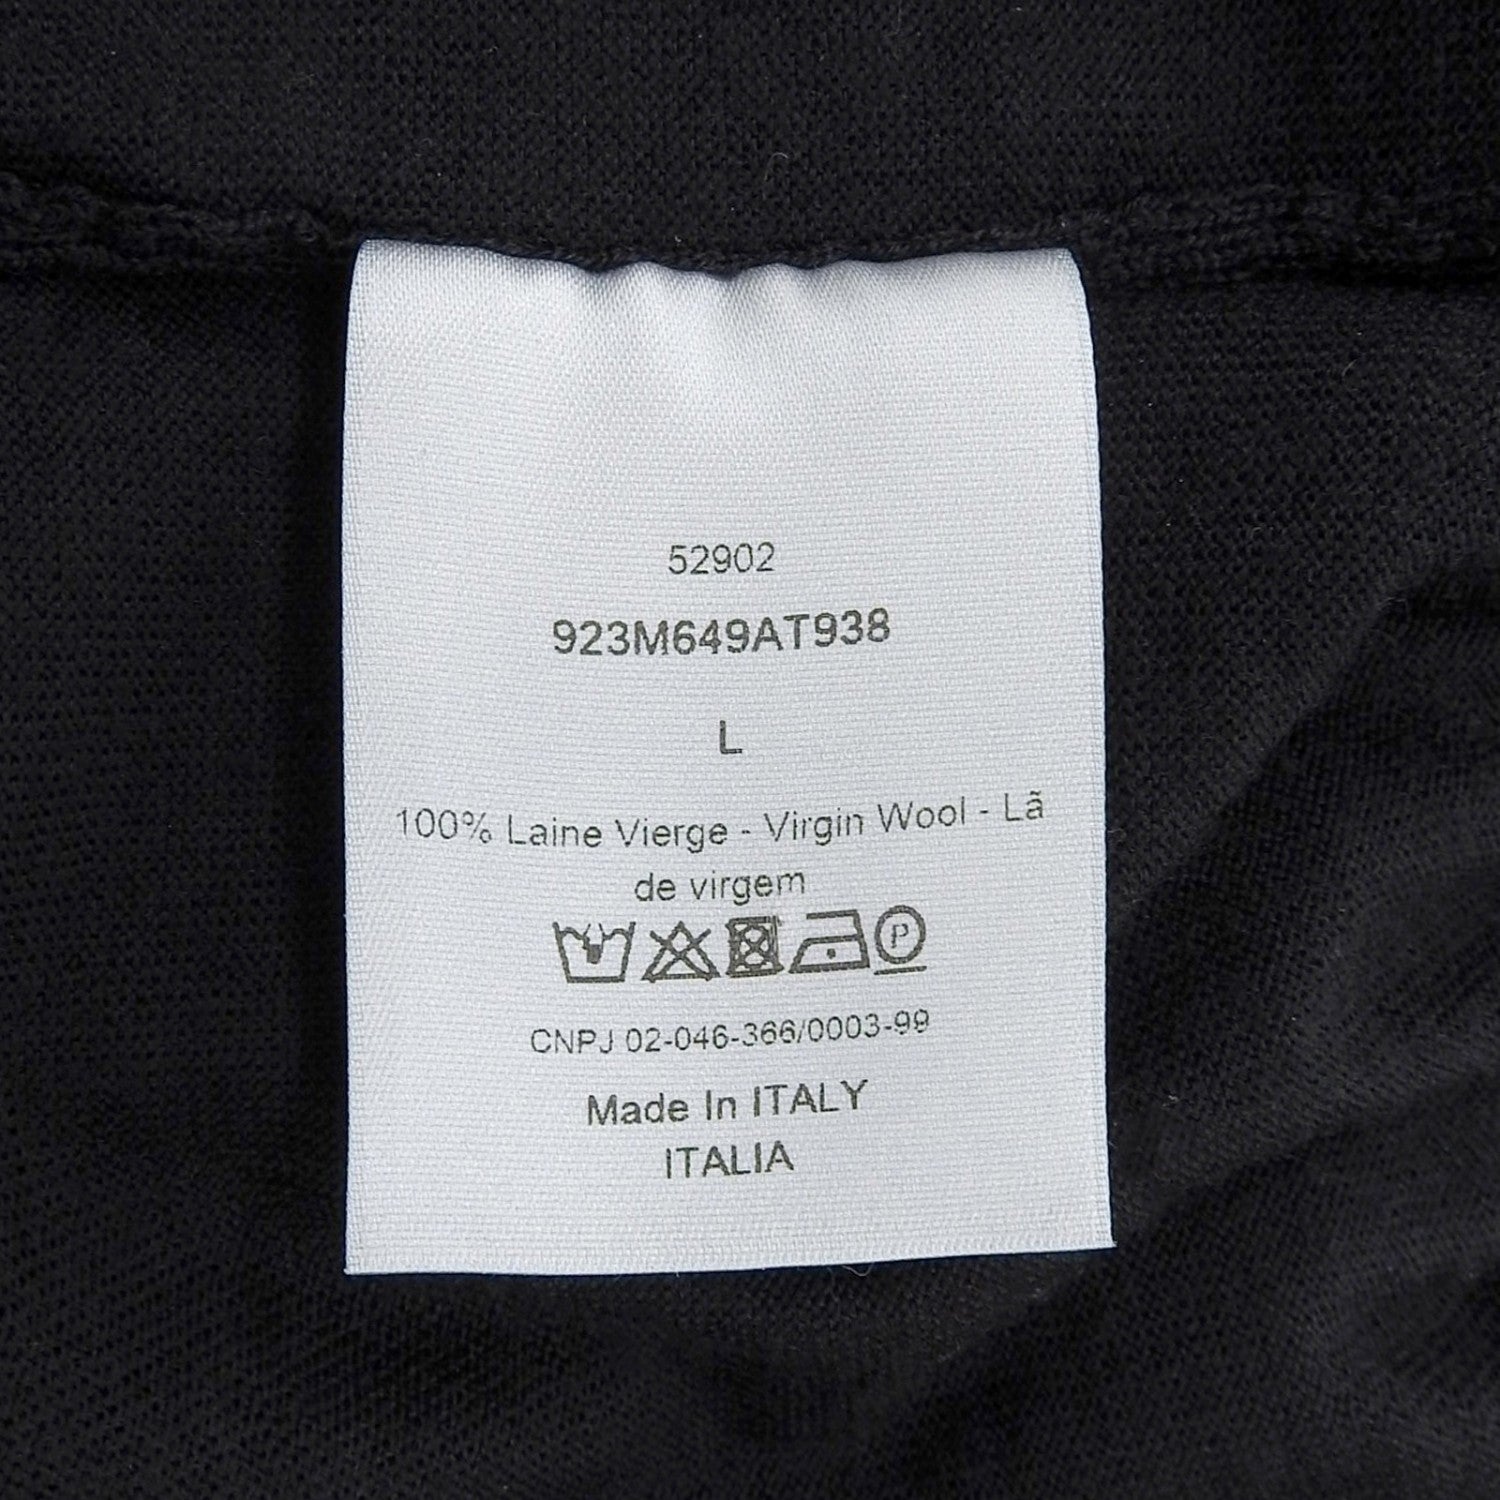 52902
923M649AT938
L
100% Laine Vierge - Virgin Wool - Lã
de virgem
P
CNPJ 02-046-366/0003-99
Made In ITALY
ITALIA